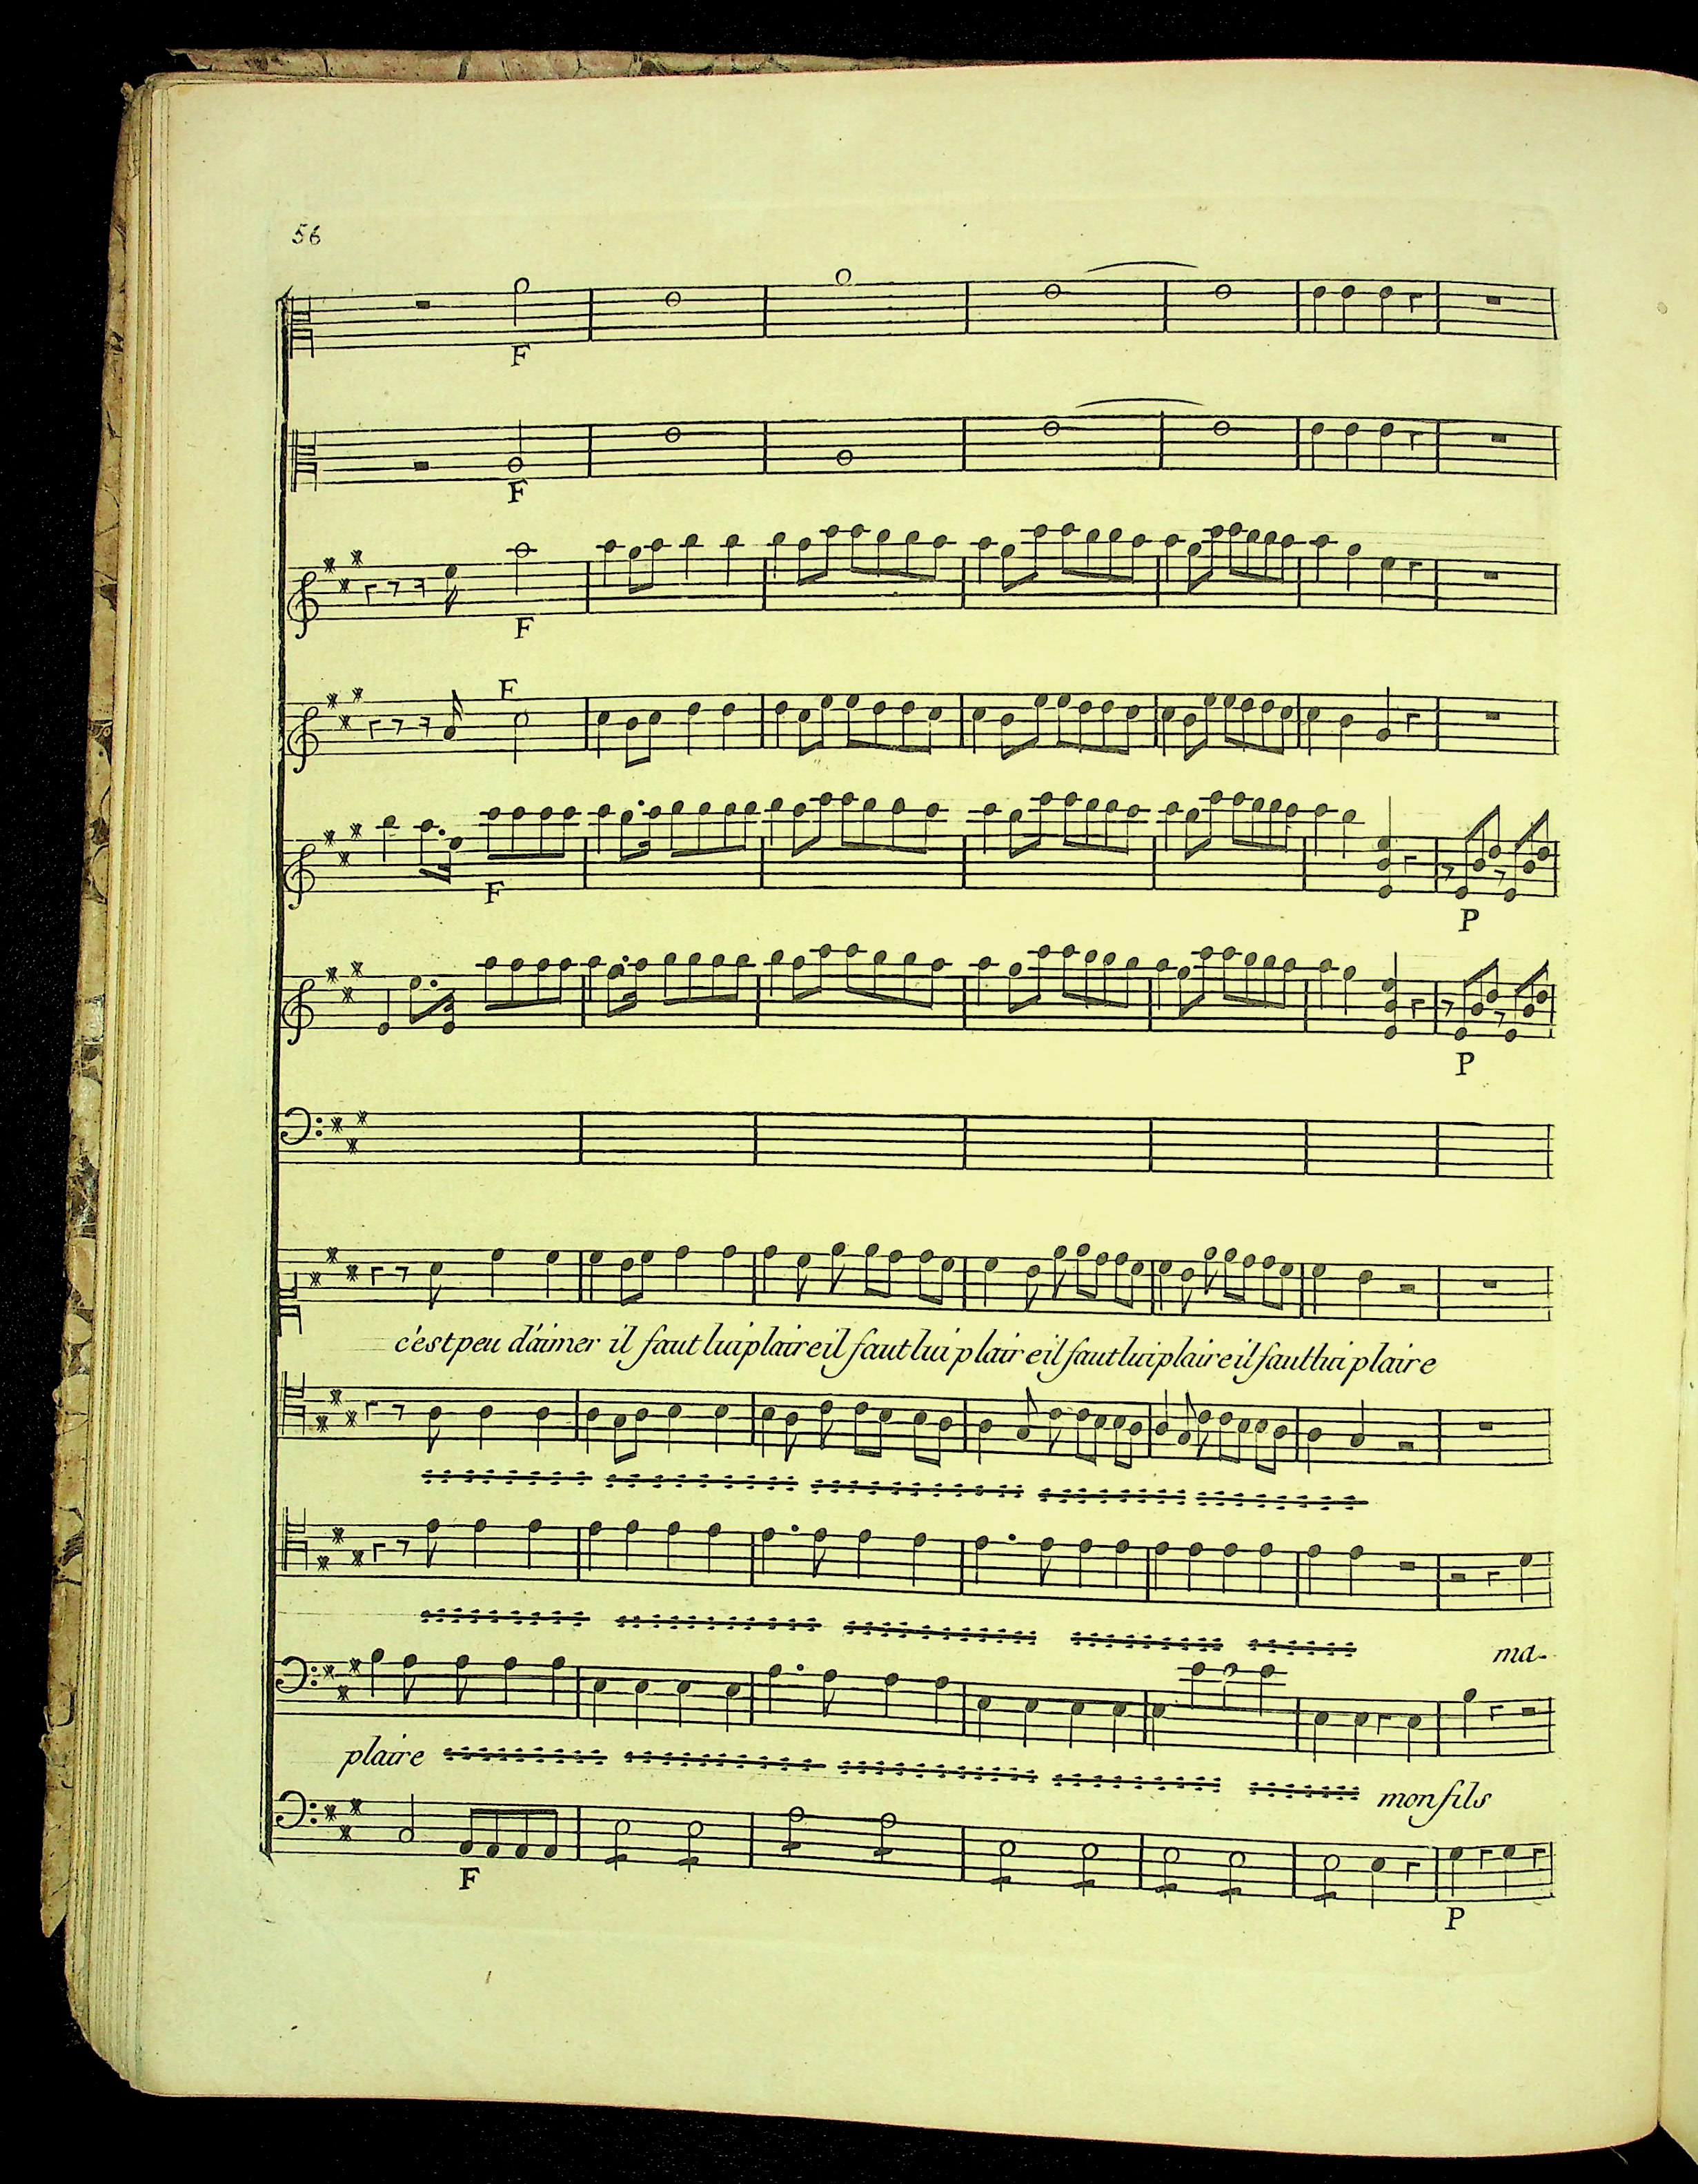 56
F
F
F
F
F
P
P
c'est peu d'aimer il faut lui plaire il faut lui plaire il faut lui plaire il faut lui plaire
ma-
plaire mon fils
F
P